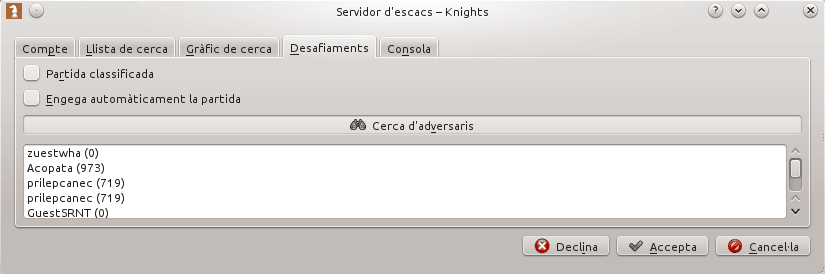 Servidor d'escacs – Knights
Compte Llista de cerca Gràfic de cerca Desafiaments Consola
Partida classificada
Engega automàticament la partida
Cerca d'adversaris
zuestwha (0)
Acopata (973)
prilepcanec (719)
prilepcanec (719)
GuestSRNT (0)
Declina Accepta Cancel·la